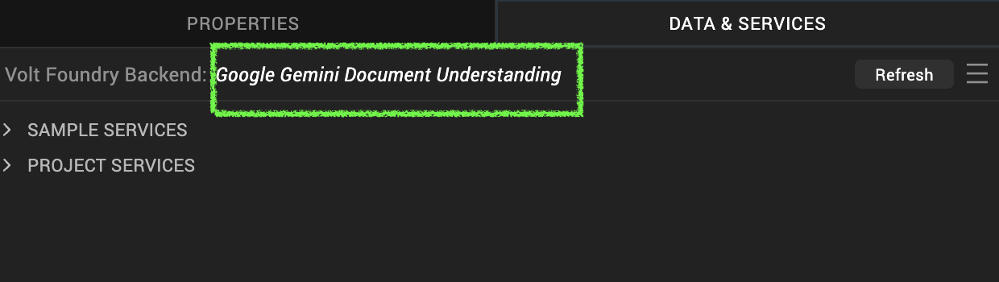 PROPERTIES
DATA & SERVICES
Volt Foundry Backend: Google Gemini Document Understanding
Refresh
SAMPLE SERVICES
PROJECT SERVICES